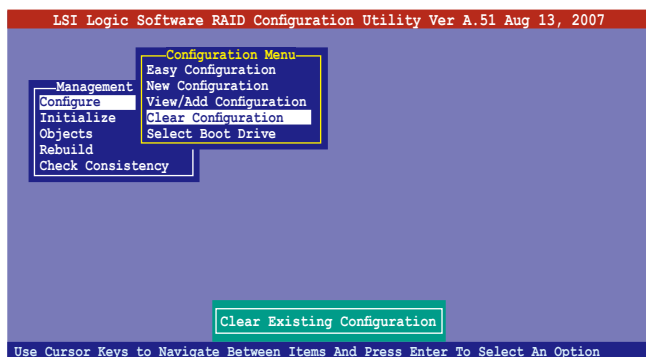 LSI Logic Software RAID Configuration Utility Ver A.51 Aug 13, 2007
Configuration Menu
Easy Configuration
New Configuration
View/Add Configuration
Clear Configuration
Select Boot Drive
Management
Configure
Initialize
Objects
Rebuild
Check Consistency
Clear Existing Configuration
Use Cursor Keys to Navigate Between Items And Press Enter To Select An Option